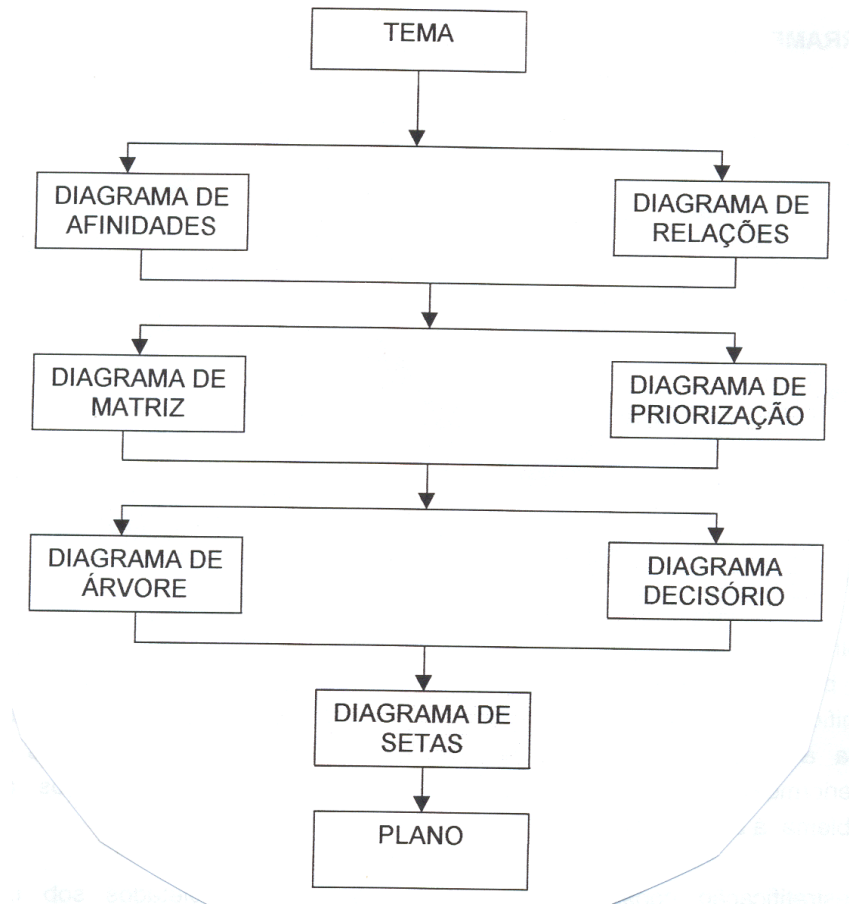 TEMA
DIAGRAMA DE
AFINIDADES
DIAGRAMA DE
RELAÇÕES
DIAGRAMA DE
MATRIZ
DIAGRAMA DE
PRIORIZAÇÃO
DIAGRAMA DE
ÁRVORE
DIAGRAMA
DECISÓRIO
DIAGRAMA DE
SETAS
PLANO